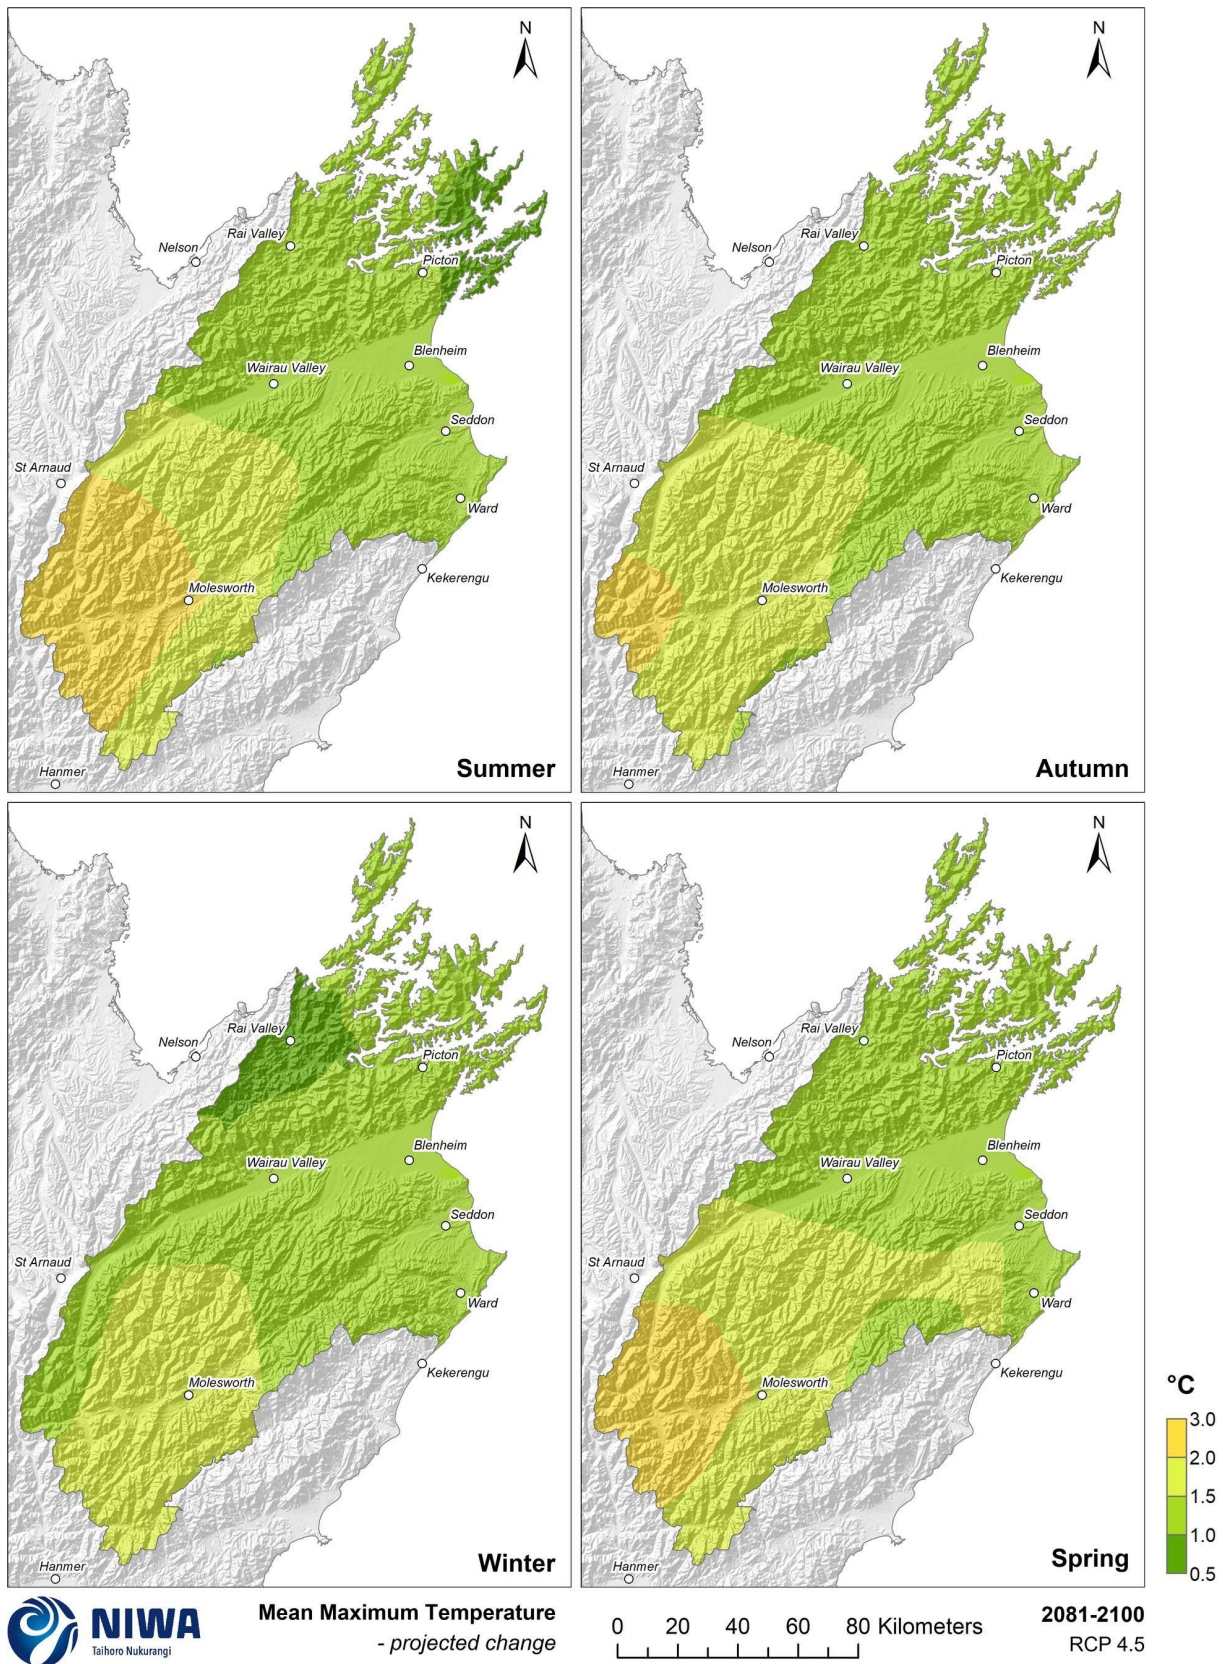 N
Rai Valley
Nelson
Picton
Blenheim
Wairau Valley
Seddon
St Arnaud
Ward
Kekerengu
Molesworth
Hanmer
Summer
N
Rai Valley
Nelson
Picton
Blenheim
Wairau Valley
Seddon
St Arnaud
Ward
Kekerengu
Molesworth
Hanmer
Autumn
N
Rai Valley
Nelson
Picton
Blenheim
Wairau Valley
Seddon
St Arnaud
Ward
Kekerengu
Molesworth
Hanmer
Winter
N
Rai Valley
Nelson
Picton
Blenheim
Wairau Valley
Seddon
St Arnaud
Ward
Kekerengu
Molesworth
Hanmer
Spring
°C
3.0
2.0
1.5
1.0
0.5
NIWA
Taihoro Nukurangi
Mean Maximum Temperature
- projected change
0 20 40 60 80 Kilometers
2081-2100
RCP 4.5